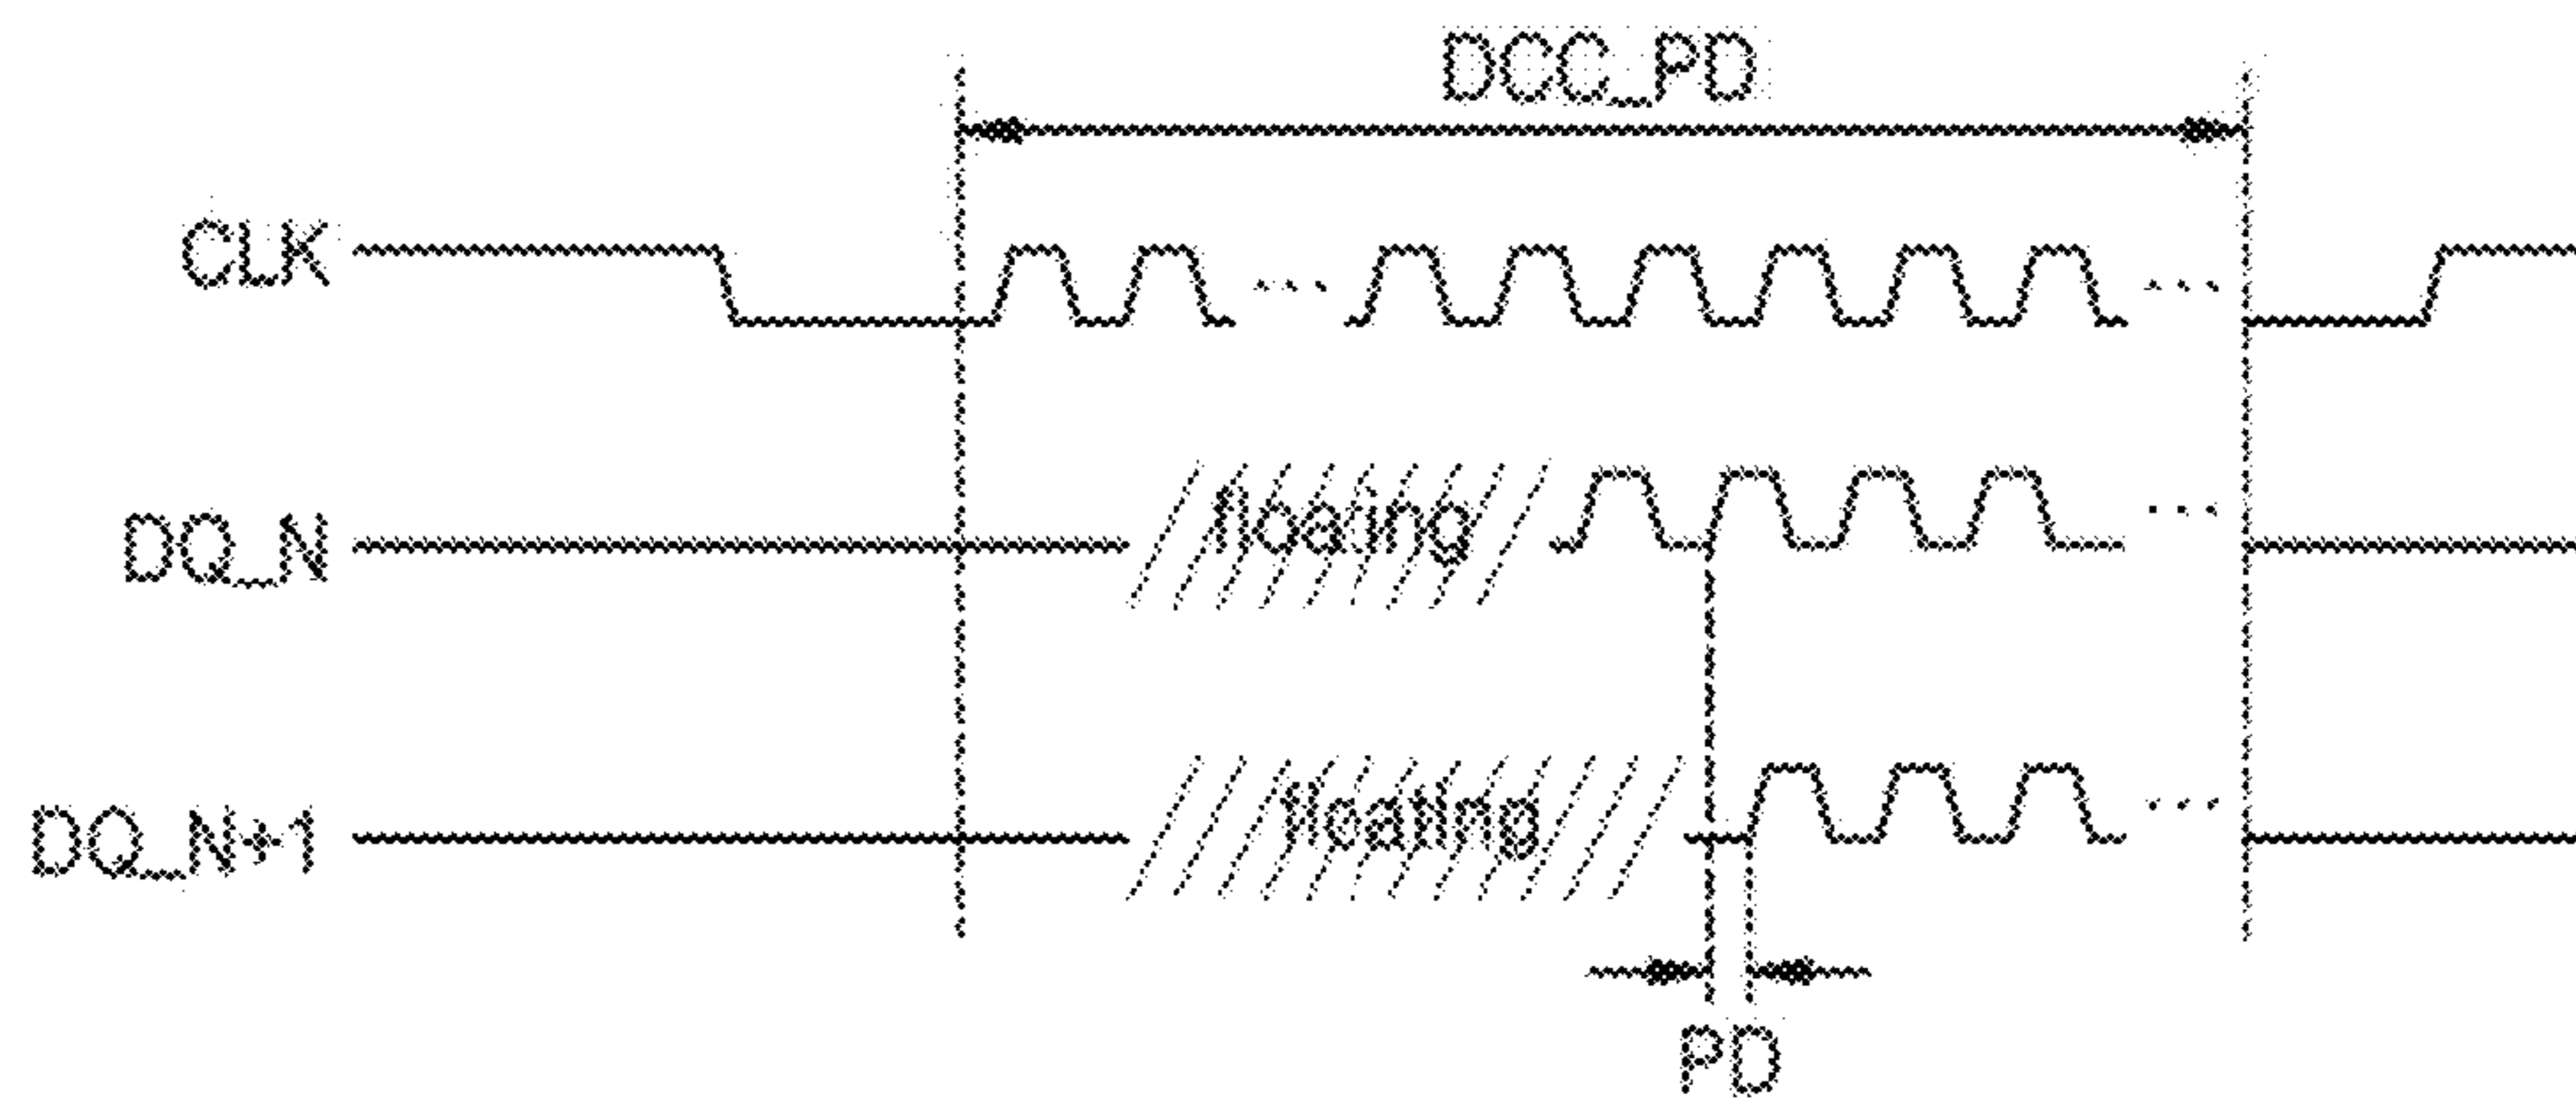 DCC_PD
CLK
...
...
DQ_N
floating
...
DQ_N+1
floating
...
PD